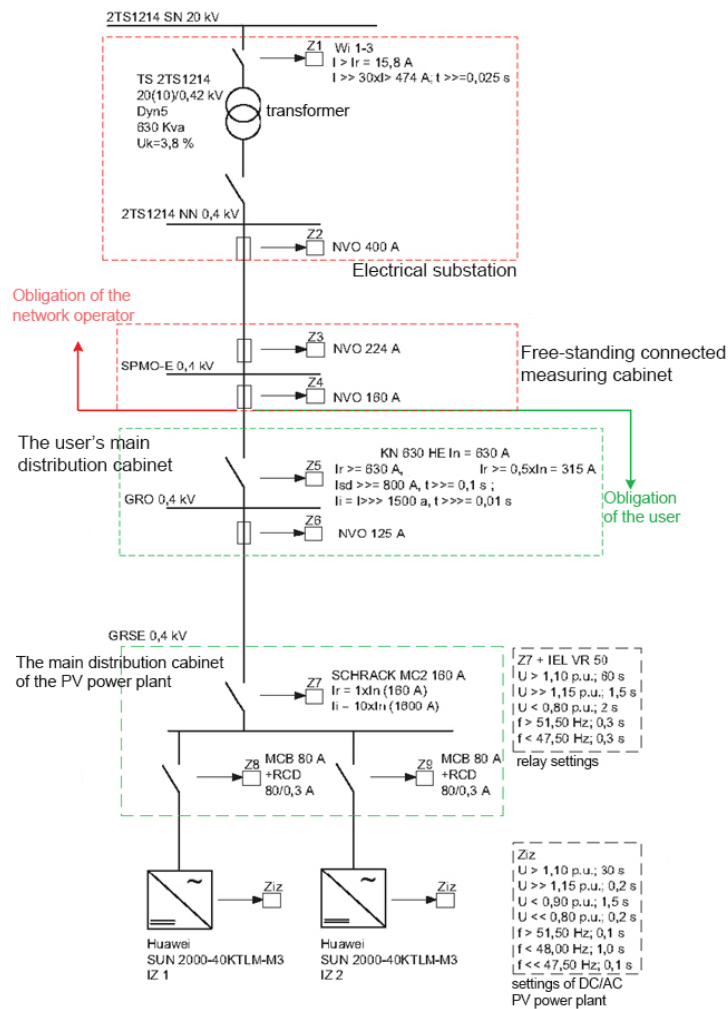 2TS1214 SN 20 kV
Z1
Wi 1-3
I > Ir = 15,8 A
I >> 30xI> 474 A; t >>=0,025 s
TS 2TS1214
20(10)/0,42 kV
Dyn5
630 Kva
Uk=3,8 %
transformer
2TS1214 NN 0,4 kV
Z2
NVO 400 A
Electrical substation
Obligation of the
network operator
Z3
NVO 224 A
SPMO-E 0,4 kV
Z4
NVO 160 A
Free-standing connected
measuring cabinet
The user's main
distribution cabinet
KN 630 HE In = 630 A
Z5
Ir >= 630 A, Ir >= 0,5xIn = 315 A
Isd >>= 800 A, t >>= 0,1 s ;
Ii = I>>> 1500 a, t >>>= 0,01 s
GRO 0,4 kV
Z6
NVO 125 A
Obligation
of the user
GRSE 0,4 kV
The main distribution cabinet
of the PV power plant
Z7
SCHRACK MC2 160 A
Ir = 1xIn (160 A)
Ii = 10xIn (1600 A)
Z7 + IEL VR 50
U > 1,10 p.u.; 60 s
U >> 1,15 p.u.; 1,5 s
U < 0,80 p.u.; 2 s
f > 51,50 Hz; 0,3 s
f < 47,50 Hz; 0,3 s
relay settings
Z8
MCB 80 A
+RCD
80/0,3 A
Z9
MCB 80 A
+RCD
80/0,3 A
Ziz
Huawei
SUN 2000-40KTLM-M3
IZ 1
Ziz
Huawei
SUN 2000-40KTLM-M3
IZ 2
Ziz
U > 1,10 p.u.; 30 s
U >> 1,15 p.u.; 0,2 s
U < 0,90 p.u.; 1,5 s
U << 0,80 p.u.; 0,2 s
f > 51,50 Hz; 0,1 s
f < 48,00 Hz; 1,0 s
f << 47,50 Hz; 0,1 s
settings of DC/AC
PV power plant